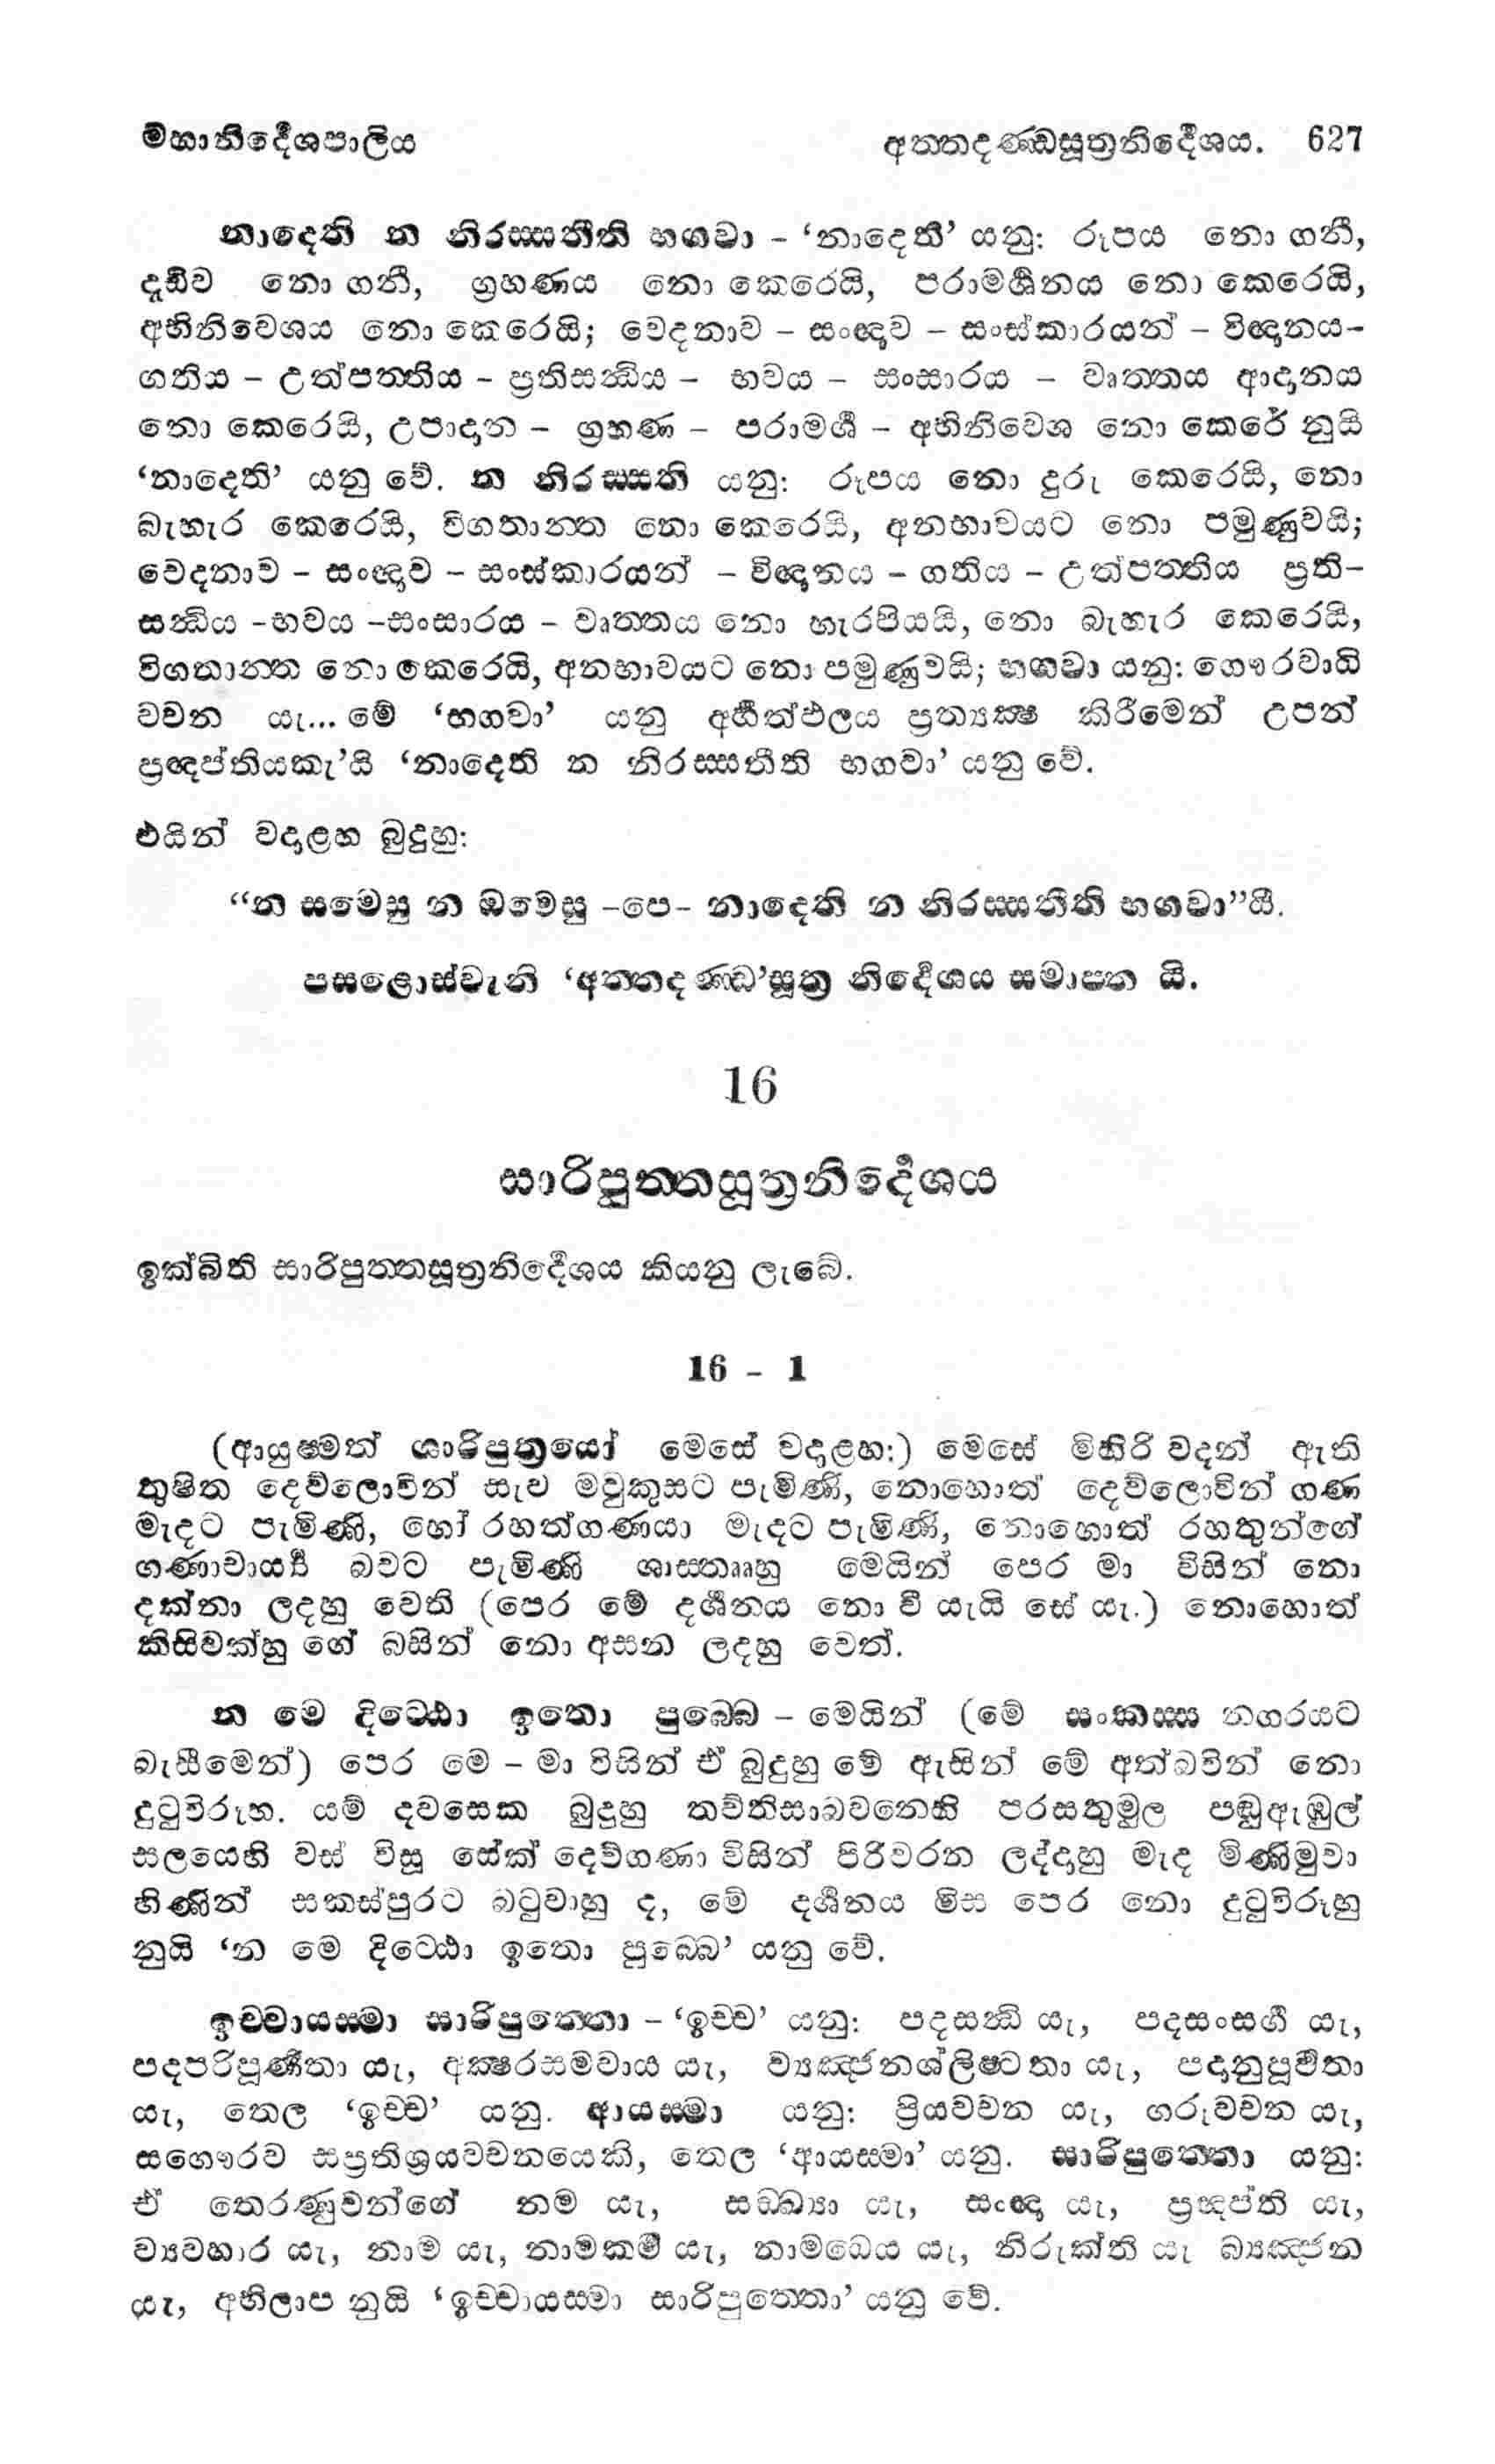 මහානිර්‍දෙශපාලිය අත්තදණ්ඩසූත්‍රනිර්‍දෙශය. 627
නාදෙති න නිරස්සතීති භගවා – ‘නාදෙති’ යනු: රූපය නො ගනී,
දැඩිව නො ගනී, ග්‍රහණය නො කෙරෙයි, පරාමර්‍ශනය නො කෙරෙයි,
අභිනිවෙශය නො කෙරෙයි; වෙදනාව – සංඥාව – සංස්කාරයන් – විඥානය–
ගතිය – උත්පත්තිය – ප්‍රතිසන්ධිය – භවය – සංසාරය – වෘත්තය ආදානය
නො කෙරෙයි, උපාදාන – ග්‍රහණ – පරාමර්‍ශ – අභිනිවෙශ නො කෙරේ නුයි
‘නාදෙති’ යනු වේ. න නිරස්සති යනු: රූපය නො දුරු කෙරෙයි, නො
බැහැර කෙරෙයි, විගතාන්ත නො කෙරෙයි, අනභාවයට නො පමුණුවයි;
වෙදනාව – සංඥාව – සංස්කාරයන් – විඥානය – ගතිය – උත්පත්තිය ප්‍රති–
සන්ධිය –භවය –සංසාරය – වෘත්තය නො හැරපියයි, නො බැහැර කෙරෙයි,
විගතාන්ත නො කෙරෙයි, අනභාවයට නො පමුණුවයි; භගවා යනු: ගෞරවාධි
වචන යැ... මේ ‘භගවා’ යනු අර්‍හත්ඵලය ප්‍රත්‍යක්‍ෂ කිරීමෙන් උපන්
ප්‍රඥප්තියකැ’යි ‘නාදෙති න නිරස්සතීති භගවා’ යනු වේ.
එයින් වදාළහ බුදුහු:
“න සමෙසු න ඔමෙසු –පෙ– නාදෙති න නිරස්සතීති භගවා”යී.
පසළොස්වැනි ‘අත්තදණ්ඩ’සූත්‍ර නිර්‍දෙශය සමාප්ත යි.
16
සාරිපුත්තසූත්‍රනිර්‍දෙශය
ඉක්බිති සාරිපුත්තසූත්‍රනිර්‍දෙශය කියනු ලැබේ.
16 – 1
(ආයුෂ්මත් ශාරිපුත්‍රයෝ මෙසේ වදාළහ:) මෙසේ මිහිරි වදන් ඇති
තුෂිත දෙව්ලොවින් සැව මවුකුසට පැමිණි, නොහොත් දෙව්ලොවින් ගණ
මැදට පැමිණි, හෝ රහත්ගණයා මැදට පැමිණි, නොහොත් රහතුන්ගේ
ගණාචාර්‍ය්‍ය බවට පැමිණි ශාස්තෲහු මෙයින් පෙර මා විසින් නො
දක්නා ලදහු වෙති (පෙර මේ දර්‍ශනය නො වී යැයි සේ යැ.) නොහොත්
කිසිවක්හු ගේ බසින් නො අසන ලදහු වෙත්.
න මෙ දිට්ඨො ඉතො පුබ්බෙ – මෙයින් (මේ සංකස්ස නගරයට
බැසීමෙන්) පෙර මෙ – මා විසින් ඒ බුදුහු මේ ඇසින් මේ අත්බවින් නො
දුටුවිරූහ. යම් දවසෙක බුදුහු තව්තිසාබවනෙහි පරසතුමුල පඬුඇඹුල්
සලයෙහි වස් විසූ සේක් දෙව්ගණා විසින් පිරිවරන ලද්දාහු මැද මිණිමුවා
හිණින් සකස්පුරට බටුවාහු ද, මේ දර්‍ශනය මිස පෙර නො දුටුවිරූහු
නුයි ‘න මෙ දිට්ඨො ඉතො පුබ්බෙ’ යනු වේ.
ඉච්චායස්මා සාරිපුත්තො – ‘ඉච්ච’ යනු: පදසන්ධි යැ, පදසංසර්‍ග යැ,
පදපරිපූර්‍ණතා යැ, අක්‍ෂරසමවාය යැ, ව්‍යඤ්ජනශ්ලිෂ්ටතා යැ, පදානුපූර්‍වතා
යැ, තෙල ‘ඉච්ච’ යනු. ආයස්මා යනු: ප්‍රියවචන යැ, ගරුවචන යැ,
සගෞරව සප්‍රතිශ්‍රයවචනයෙකි, තෙල ‘ආයස්මා’ යනු. සාරිපුත්තො යනු:
ඒ තෙරණුවන්ගේ නම යැ, සඞ්ඛ්‍යා යැ, සංඥා යැ, ප්‍රඥප්ති යැ,
ව්‍යවහාර යැ, නාම යැ, නාමකර්‍ම යැ, නාමධෙය යැ, නිරුක්ති යැ බ්‍යඤ්ජන
යැ, අභිලාප නුයි ‘ඉච්චායස්මා සාරිපුත්තො’ යනු වේ.